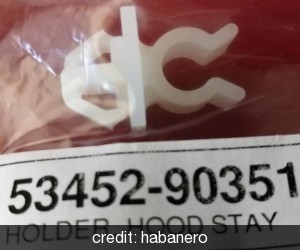 53452-90351
HOLDER, HOOD STAY
credit: habanero